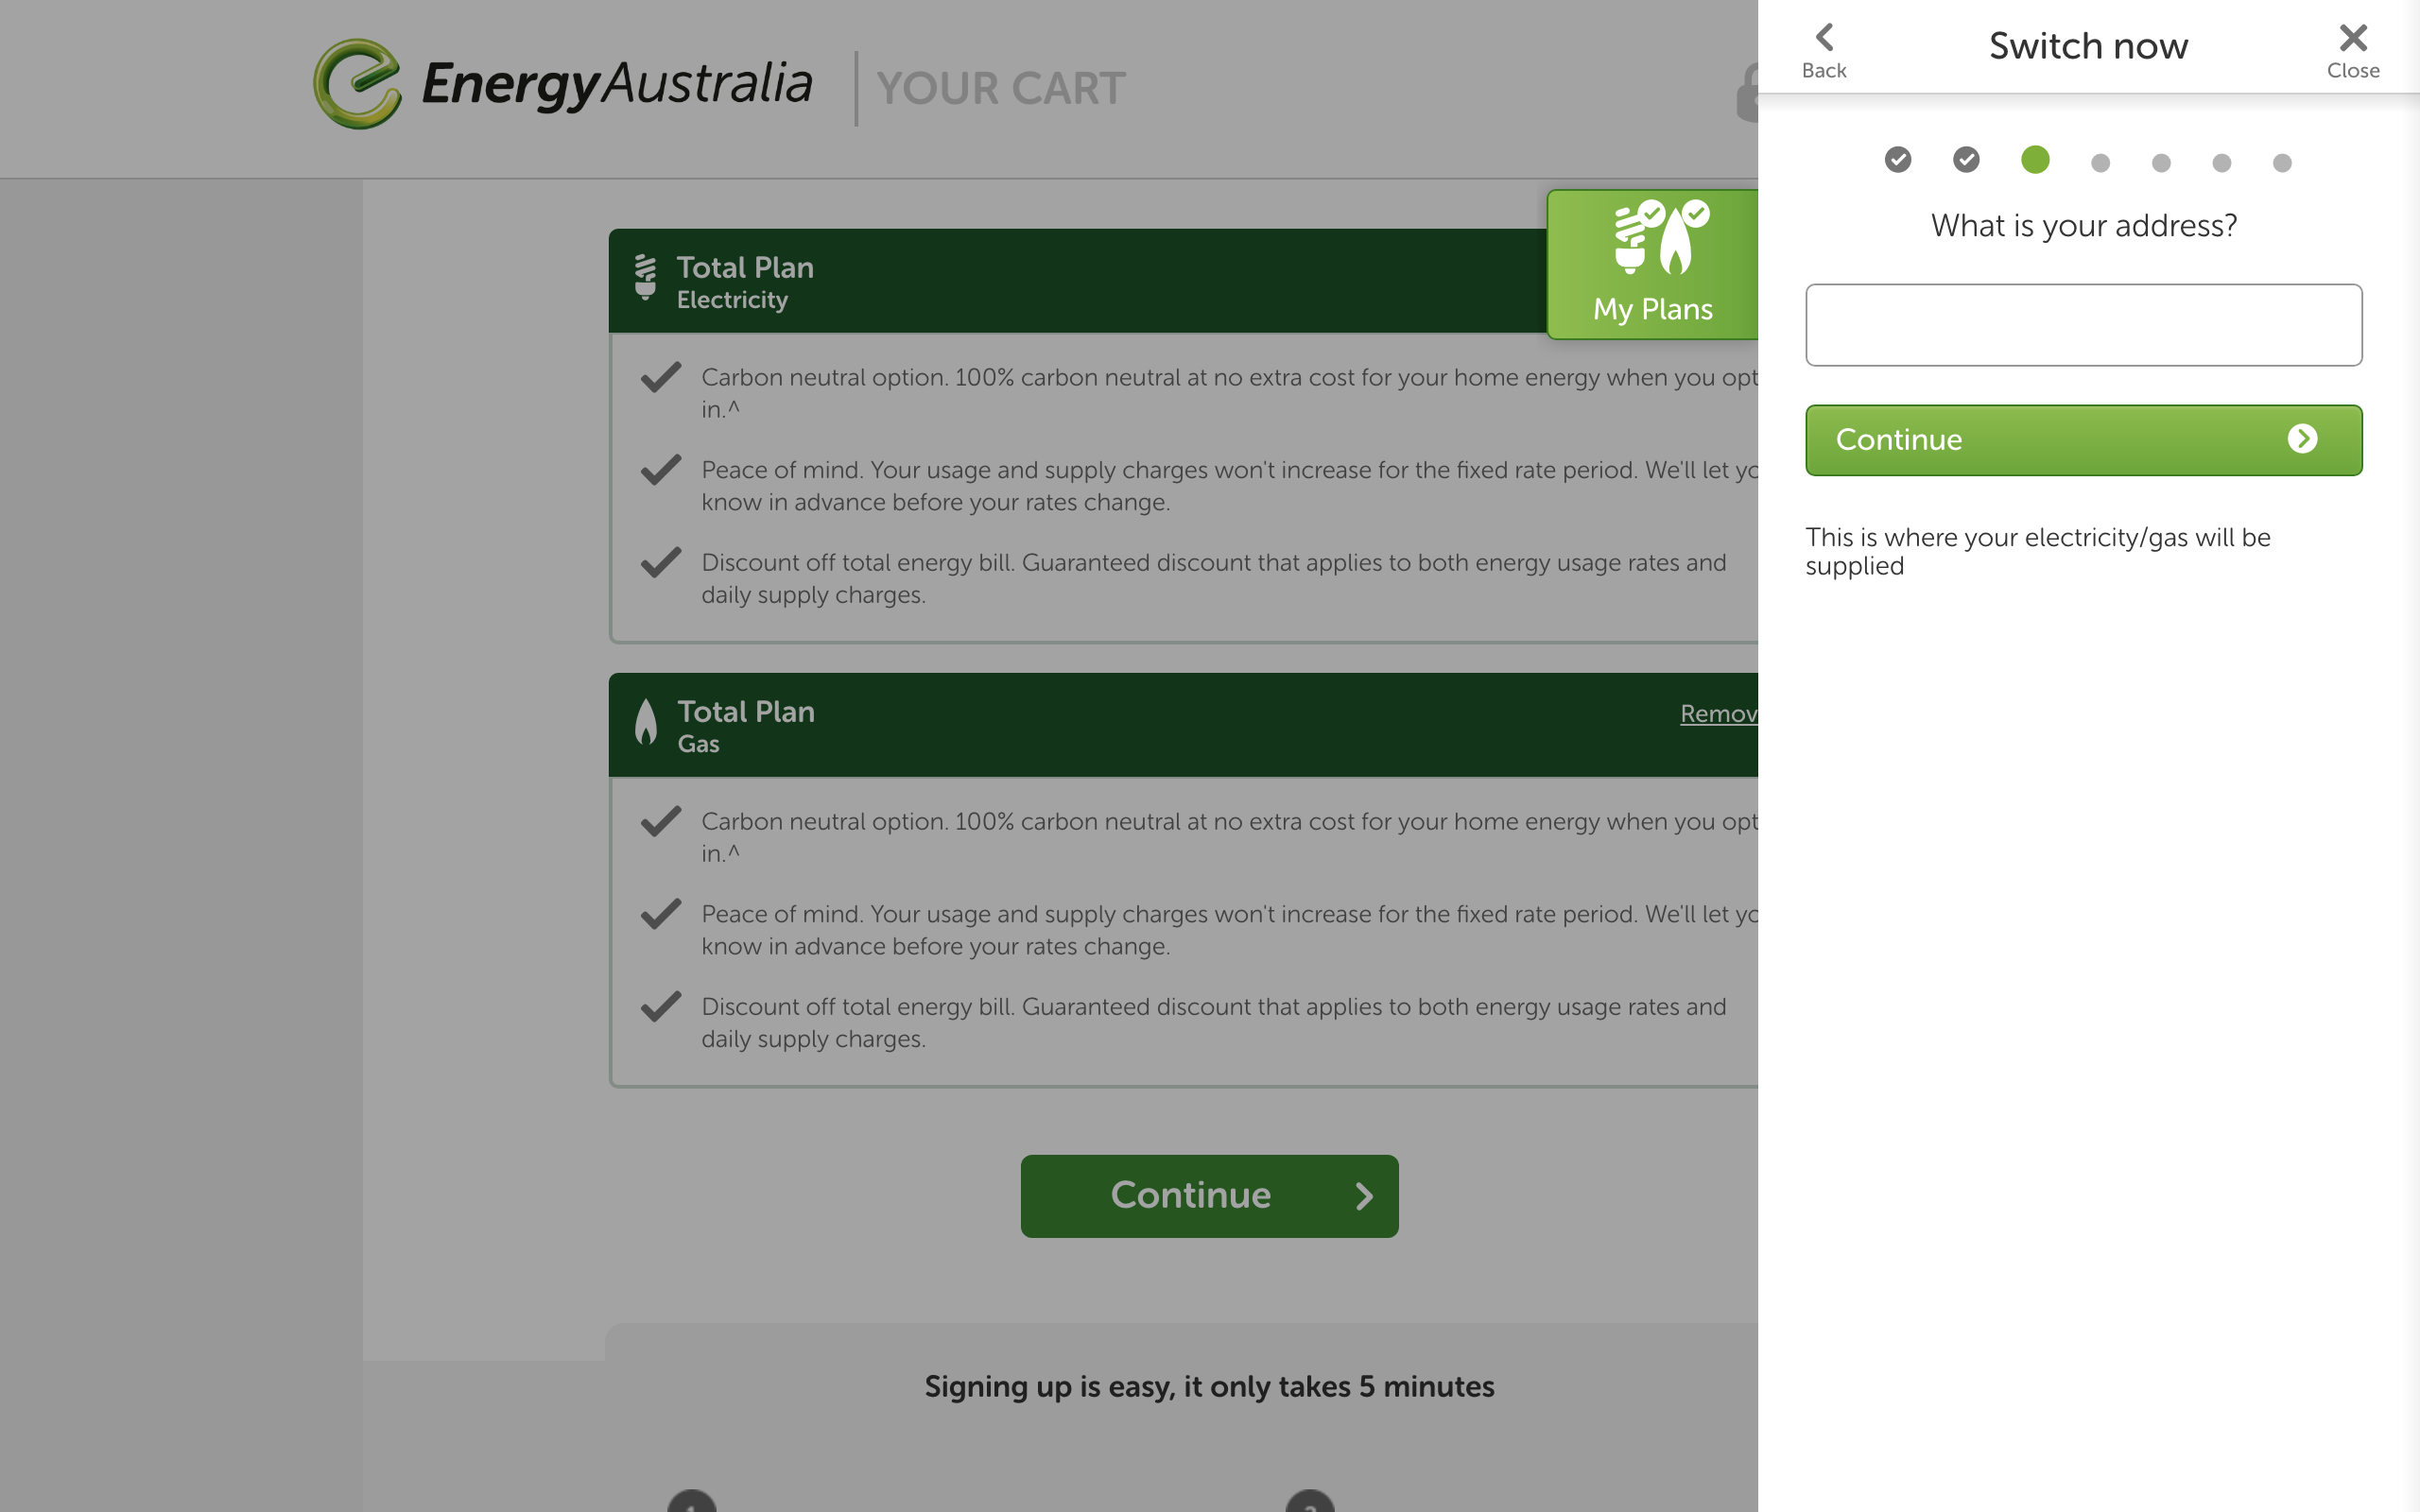 EnergyAustralia
YOUR CART
Total Plan
Electricity
My Plans
Carbon neutral option. 100% carbon neutral at no extra cost for your home energy when you opt
in.^
Peace of mind. Your usage and supply charges won't increase for the fixed rate period. We'll let yo
know in advance before your rates change.
Discount off total energy bill. Guaranteed discount that applies to both energy usage rates and
daily supply charges.
Total Plan
Gas
Remov
Carbon neutral option. 100% carbon neutral at no extra cost for your home energy when you opt
in.^
Peace of mind. Your usage and supply charges won't increase for the fixed rate period. We'll let yo
know in advance before your rates change.
Discount off total energy bill. Guaranteed discount that applies to both energy usage rates and
daily supply charges.
Continue
Signing up is easy, it only takes 5 minutes
Back
Switch now
Close
What is your address?
Continue
This is where your electricity/gas will be
supplied